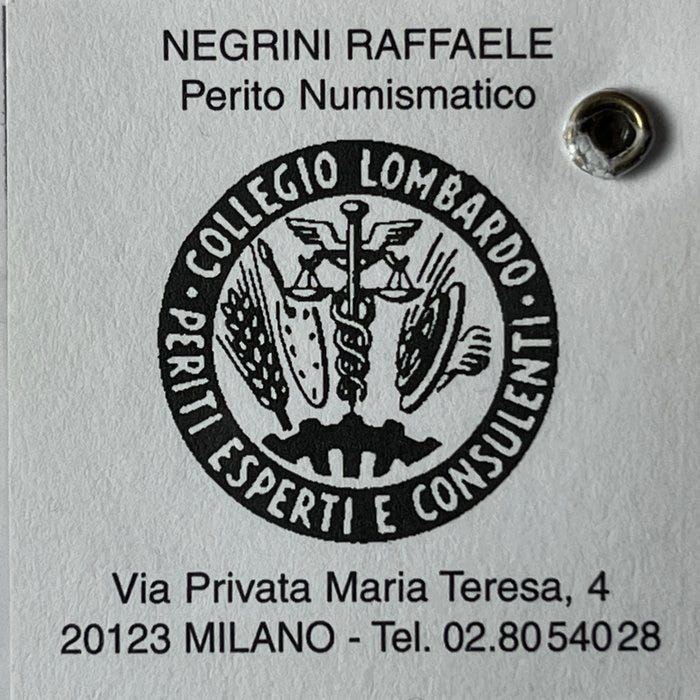 NEGRINI RAFFAELE
Perito Numismatico
COLLEGIO LOMBARDO
PERITI ESPERTI E CONSULENTI
Via Privata Maria Teresa, 4
20123 MILANO - Tel. 02.8054028